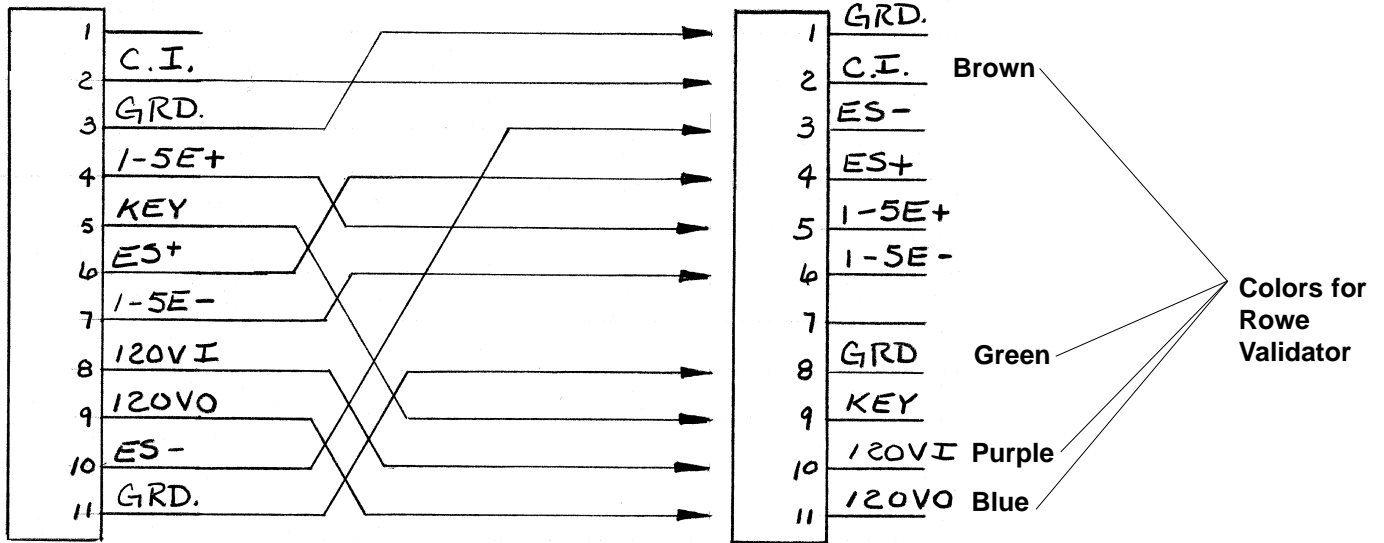 1
2 C.I.
3 GRD.
4 1-5E+
5 KEY
6 ES+
7 1-5E-
8 120VI
9 120VO
10 ES-
11 GRD.
1 GRD.
2 C.I. Brown
3 ES-
4 ES+
5 1-5E+
6 1-5E-
7
8 GRD Green
9 KEY
10 120VI Purple
11 120VO Blue
Colors for
Rowe
Validator